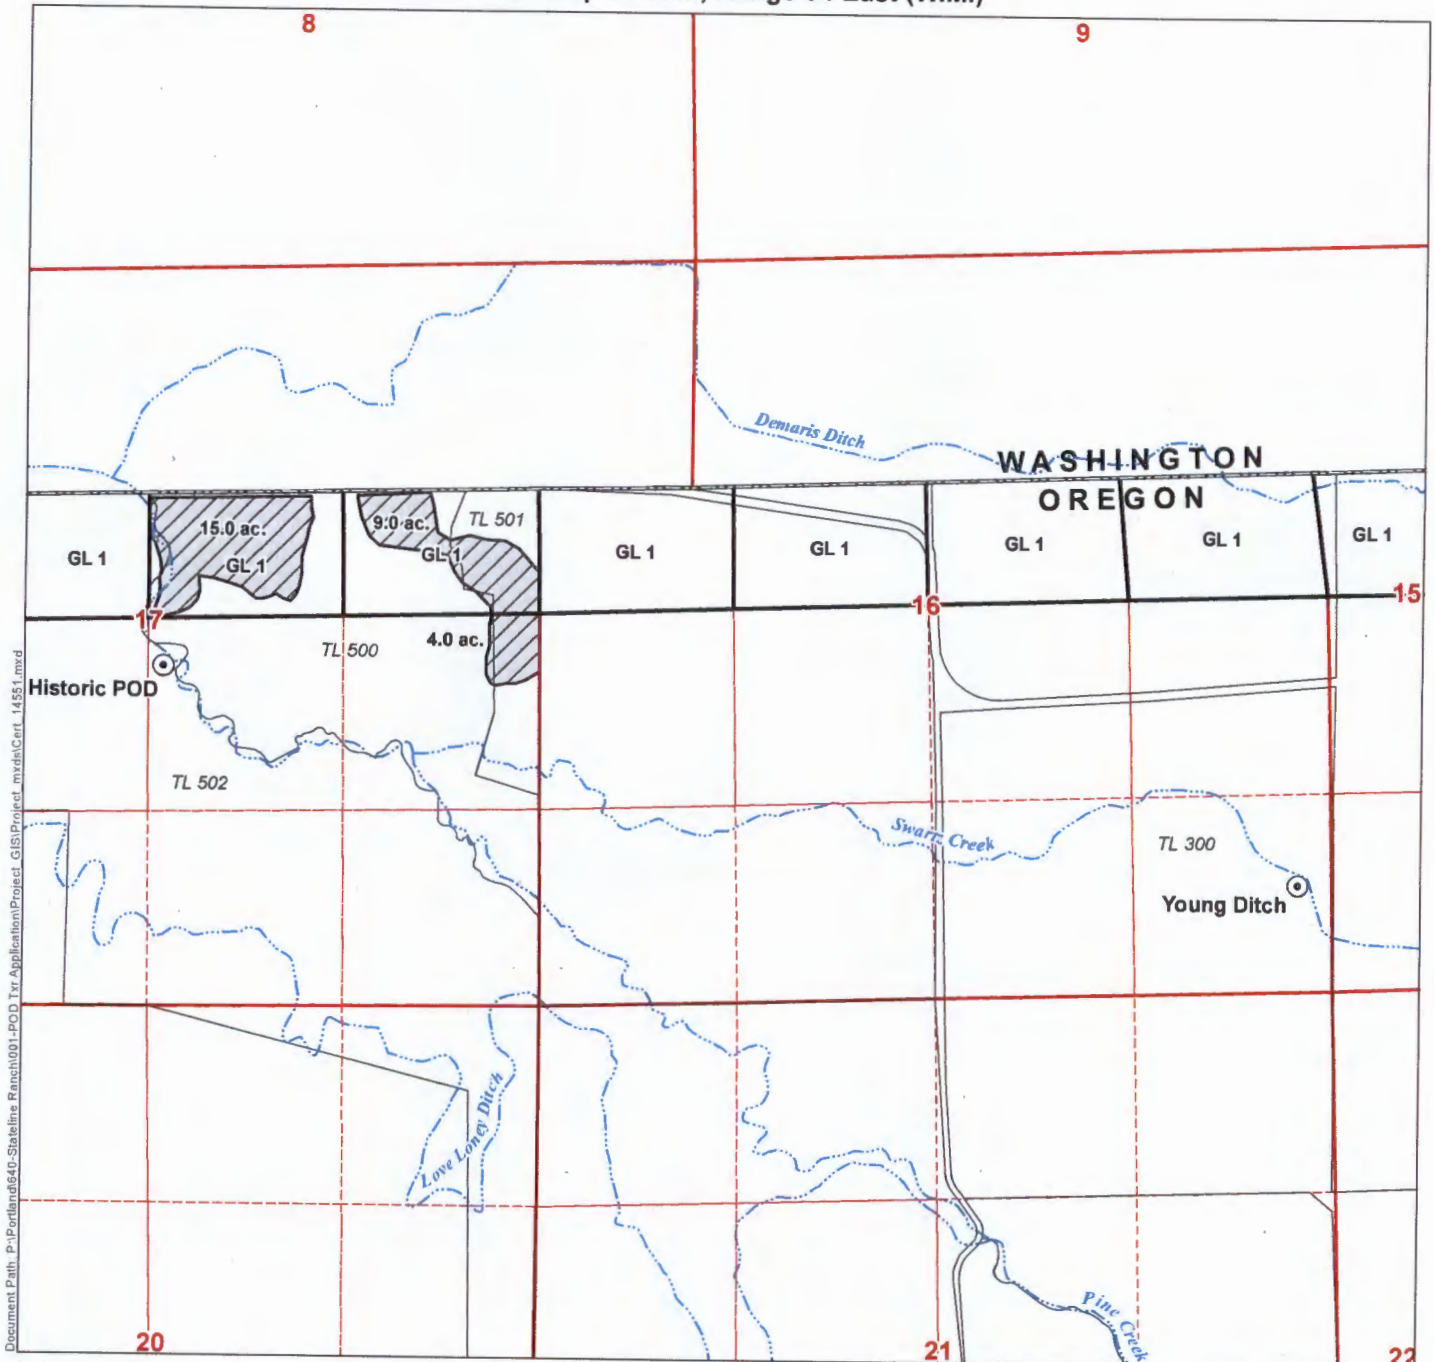 8
9
Demaris Ditch
WASHINGTON
OREGON
15.0 ac.
9.0 ac.
TL 501
GL 1
GL 1
GL 1
GL 1
GL 1
GL 1
GL 1
GL 1
17
16
15
4.0 ac.
TL 500
Historic POD
TL 502
Swartz Creek
TL 300
Young Ditch
Love Loney Ditch
Pine Creek
20
21
22
Document Path: P:\Portland\640-Stateline Ranch\001-POD Txr Application\Project_GIS\Project_mxds\Cert_14551.mxd